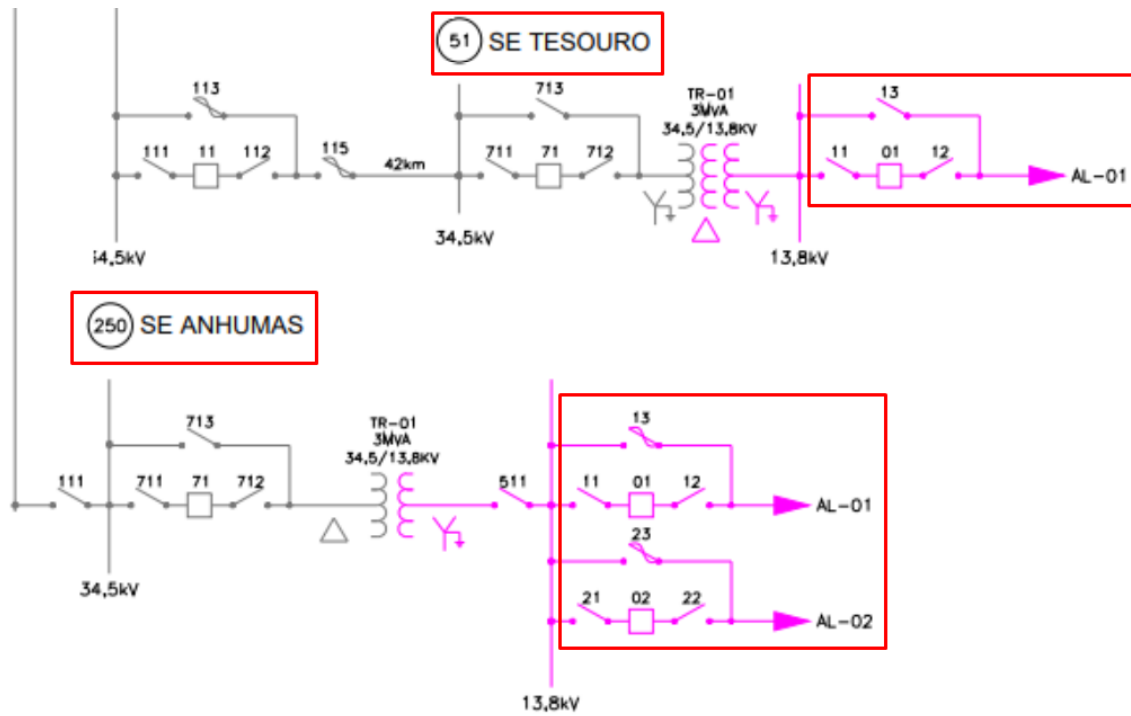 51 SE TESOURO
113
713
TR-01
3MVA
34,5/13,8KV
13
111 11 112 115 42km 711 71 712 11 01 12 AL-01
34,5kV
34,5kV
13,8kV
250 SE ANHUMAS
713
TR-01
3MVA
34,5/13,8KV
13
111 711 71 712 511 11 01 12 AL-01
23
34,5kV
21 02 22 AL-02
13,8kV